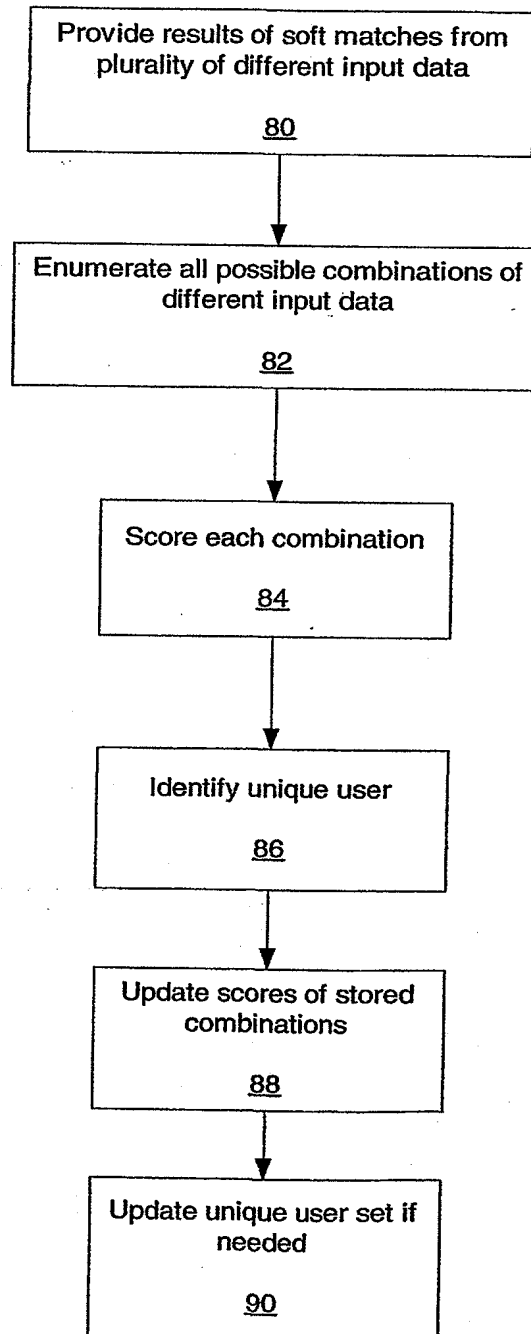 Provide results of soft matches from
plurality of different input data
80
Enumerate all possible combinations of
different input data
82
Score each combination
84
Identify unique user
86
Update scores of stored
combinations
88
Update unique user set if
needed
90